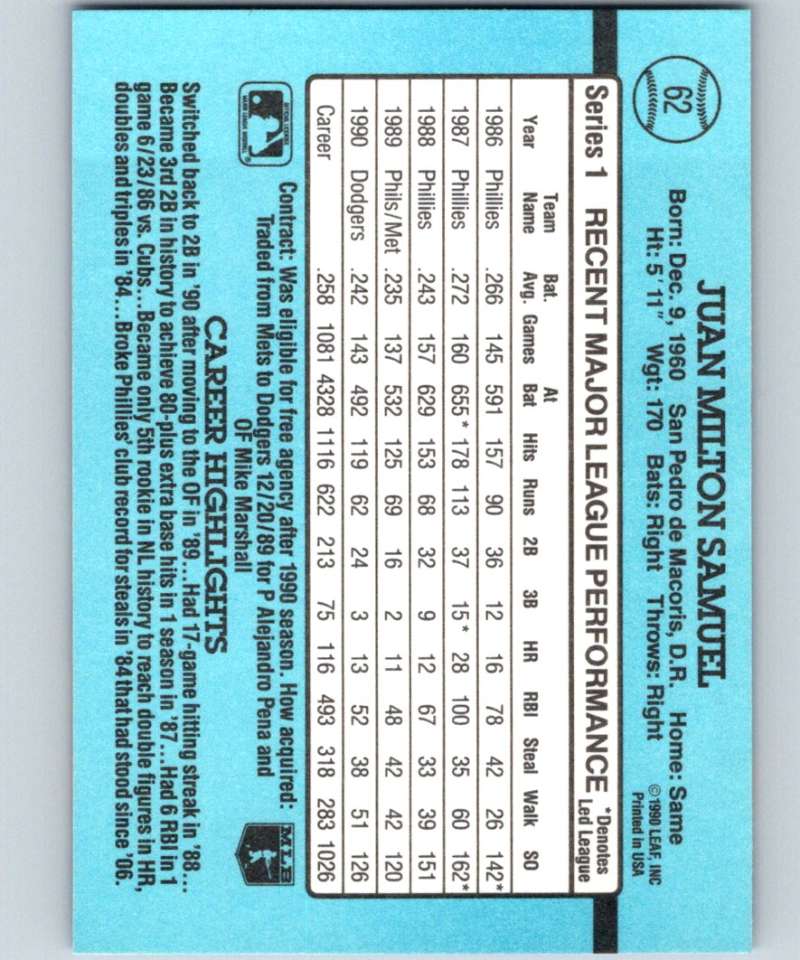 62
JUAN MILTON SAMUEL
Born: Dec. 9, 1960 San Pedro de Macoris, D.R. Home: Same
Ht: 5'11" Wgt: 170 Bats: Right Throws: Right
©1990 LEAF, INC
Printed in USA
Series 1 RECENT MAJOR LEAGUE PERFORMANCE *Denotes Led League
Year Team Name Bat. Avg. Games At Bat Hits Runs 2B 3B HR RBI Steal Walk SO
1986 Phillies .266 145 591 157 90 36 12 16 78 42 26 142*
1987 Phillies .272 160 655* 178 113 37 15* 28 100 35 60 162*
1988 Phillies .243 157 629 153 68 32 9 12 67 33 39 151
1989 Phils/Met .235 137 532 125 69 16 2 11 48 42 42 120
1990 Dodgers .242 143 492 119 62 24 3 13 52 38 51 126
Career .258 1081 4328 1116 622 213 75 116 493 318 283 1026
Contract: Was eligible for free agency after 1990 season. How acquired:
Traded from Mets to Dodgers 12/20/89 for P Alejandro Pena and
OF Mike Marshall
MLB
CAREER HIGHLIGHTS
Switched back to 2B in '90 after moving to the OF in '89...Had 17-game hitting streak in '88...
Became 3rd 2B in history to achieve 80-plus extra base hits in 1 season in '87...Had 6 RBI in 1
game 6/23/86 vs. Cubs...Became only 5th rookie in NL history to reach double figures in HR,
doubles and triples in '84...Broke Phillies' club record for steals in '84 that had stood since '06.